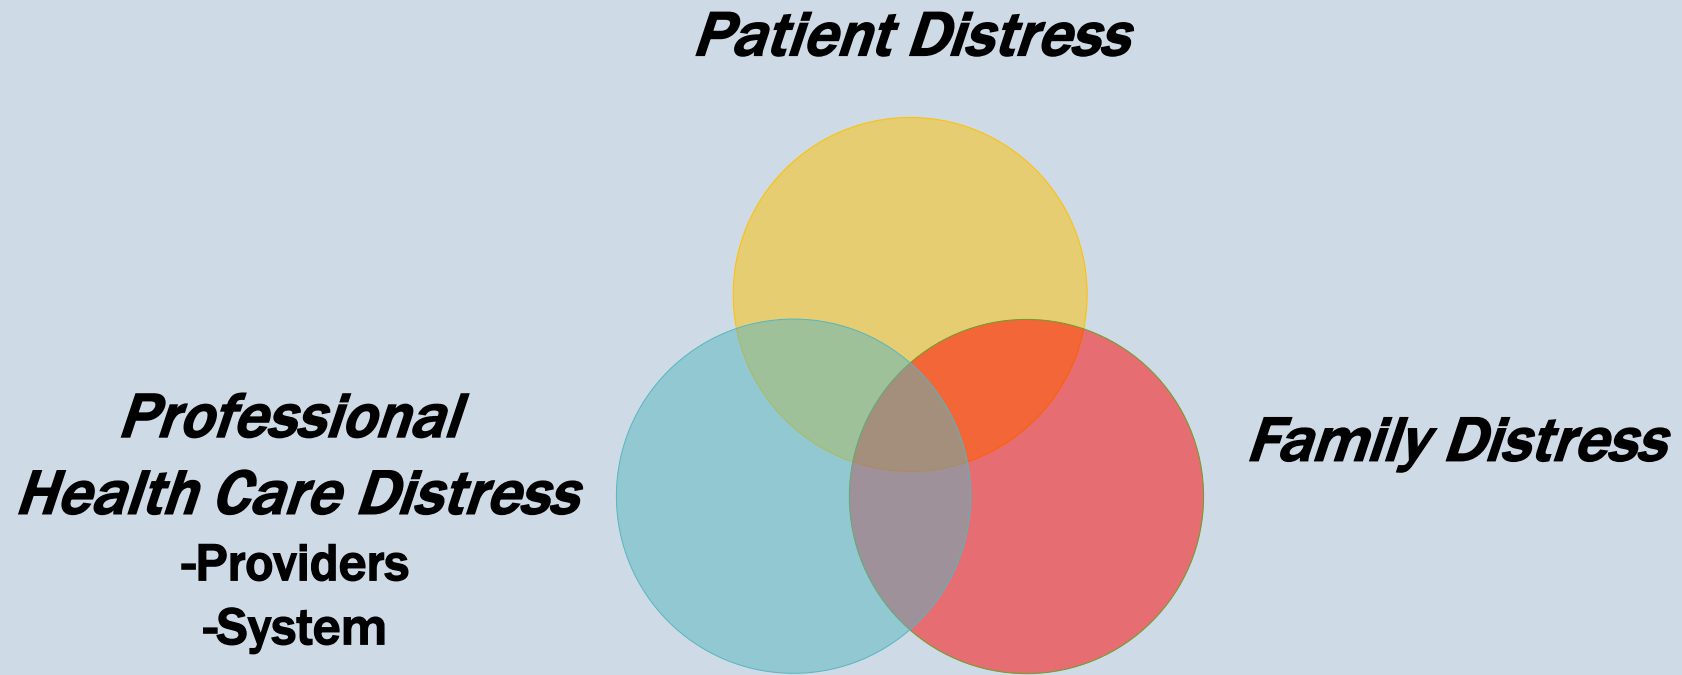 Patient Distress
Professional
Health Care Distress
-Providers
-System
Family Distress